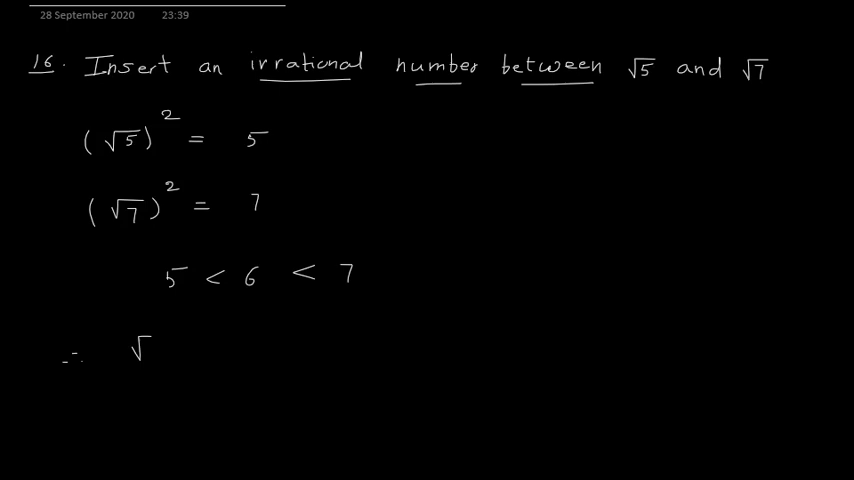 28 September 2020 23:39
16. Insert an irrational number between √5 and √7
(√5)² = 5
(√7)² = 7
5 < 6 < 7
∴ √